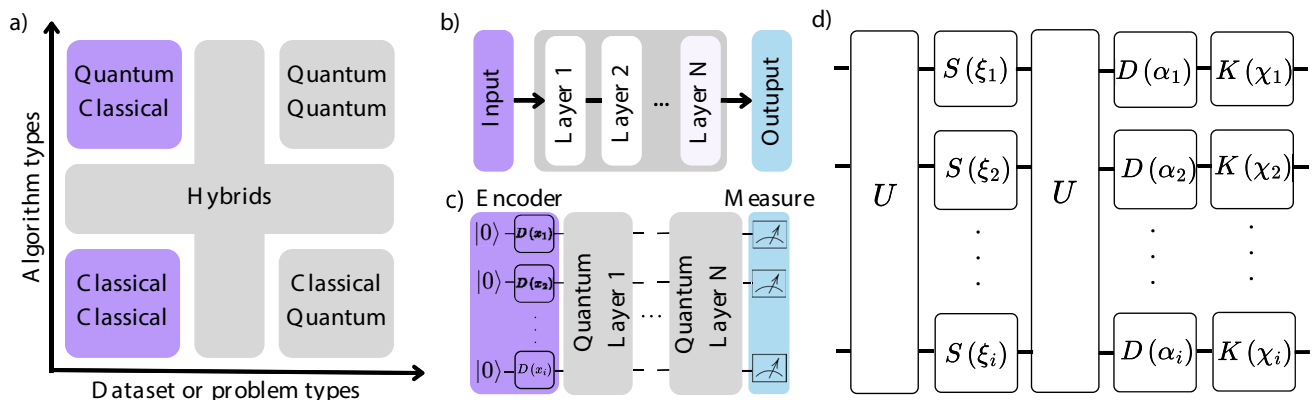 a)
Algorithm types
Quantum
Classical
Quantum
Quantum
Hybrids
Classical
Classical
Classical
Quantum
Dataset or problem types
b)
Input
Layer 1
Layer 2
...
Layer N
Outuput
c)
Encoder
Measure
|0⟩ D(x₁)
|0⟩ D(x₂)
|0⟩ D(xᵢ)
Quantum
Layer 1
...
Quantum
Layer N
d)
U
S(ξ₁)
S(ξ₂)
S(ξᵢ)
U
D(α₁)
D(α₂)
D(αᵢ)
K(χ₁)
K(χ₂)
K(χᵢ)